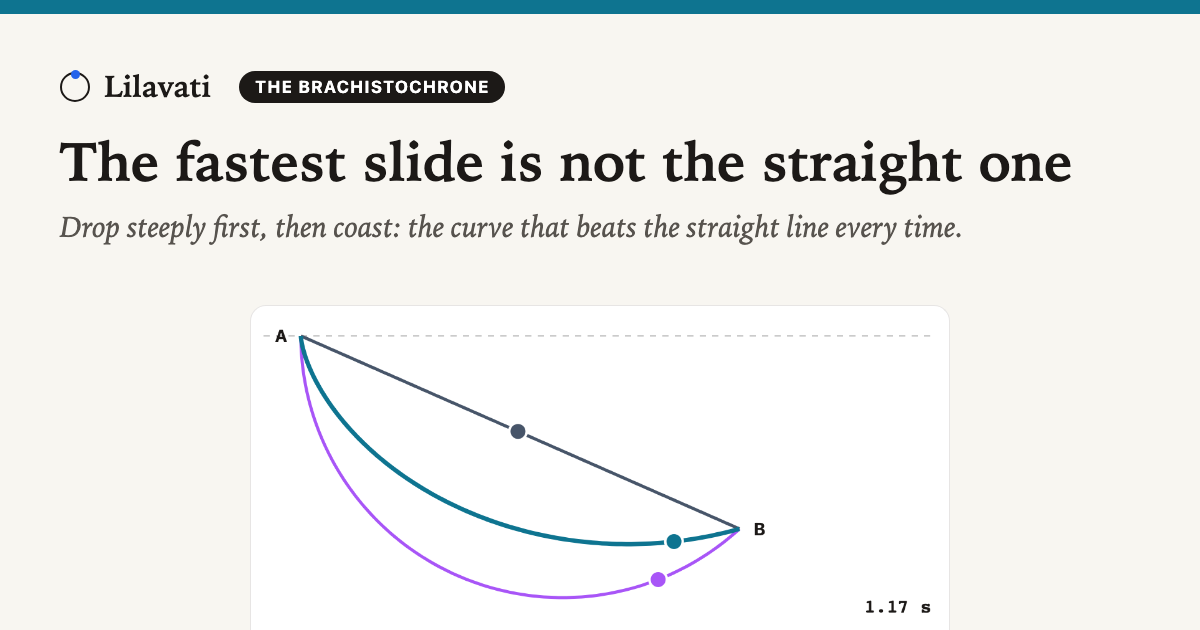 Lilavati
THE BRACHISTOCHRONE
The fastest slide is not the straight one
Drop steeply first, then coast: the curve that beats the straight line every time.
A
B
1.17 s